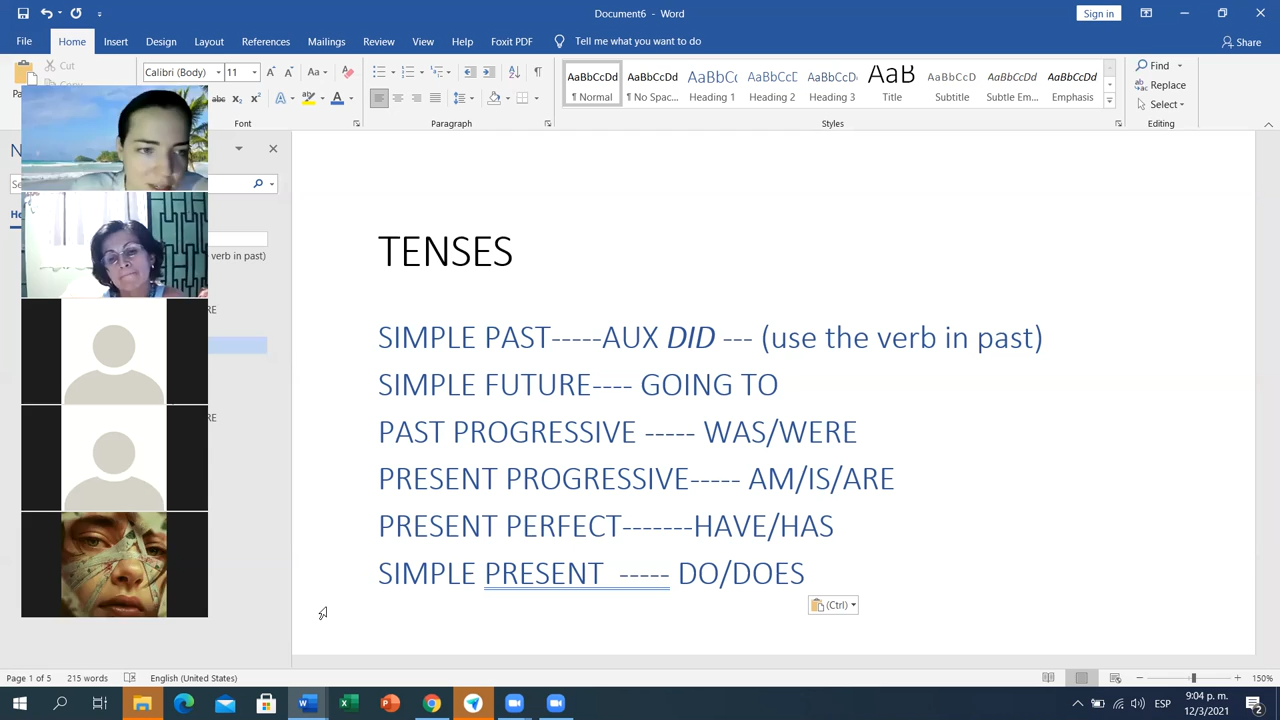 Document6 - Word
Sign in
File Home Insert Design Layout References Mailings Review View Help Foxit PDF Tell me what you want to do Share
Cut
Copy
Calibri (Body) 11
Font
Paragraph
AaBbCcDd AaBbCcDd AaBbCc AaBbCcD AaBbCcDd AaB AaBbCcDd AaBbCcDd AaBbCcDd
¶ Normal ¶ No Spac... Heading 1 Heading 2 Heading 3 Title Subtitle Subtle Em... Emphasis
Styles
Find
Replace
Select
Editing
verb in past)
TENSES
SIMPLE PAST-----AUX DID --- (use the verb in past)
SIMPLE FUTURE---- GOING TO
PAST PROGRESSIVE ----- WAS/WERE
PRESENT PROGRESSIVE----- AM/IS/ARE
PRESENT PERFECT-------HAVE/HAS
SIMPLE PRESENT ----- DO/DOES
(Ctrl)
Page 1 of 5 215 words English (United States) 150%
ESP 9:04 p. m.
12/3/2021
2